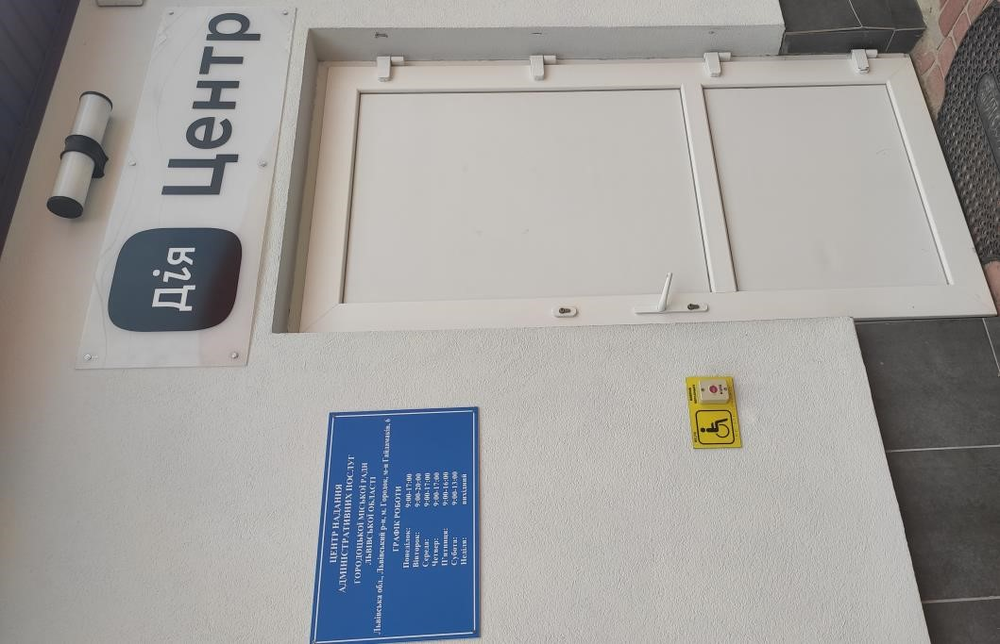 Дія Центр
ЦЕНТР НАДАННЯ
АДМІНІСТРАТИВНИХ ПОСЛУГ
ГОРОДОЦЬКОЇ МІСЬКОЇ РАДИ
ЛЬВІВСЬКОЇ ОБЛАСТІ
Львівська обл., Львівський р-н, м. Городок, м-н Гайдамаків, 6
ГРАФІК РОБОТИ
Понеділок: 9:00-17:00
Вівторок: 9:00-20:00
Середа: 9:00-17:00
Четвер: 9:00-17:00
П'ятниця: 9:00-16:00
Субота: 9:00-13:00
Неділя: вихідний